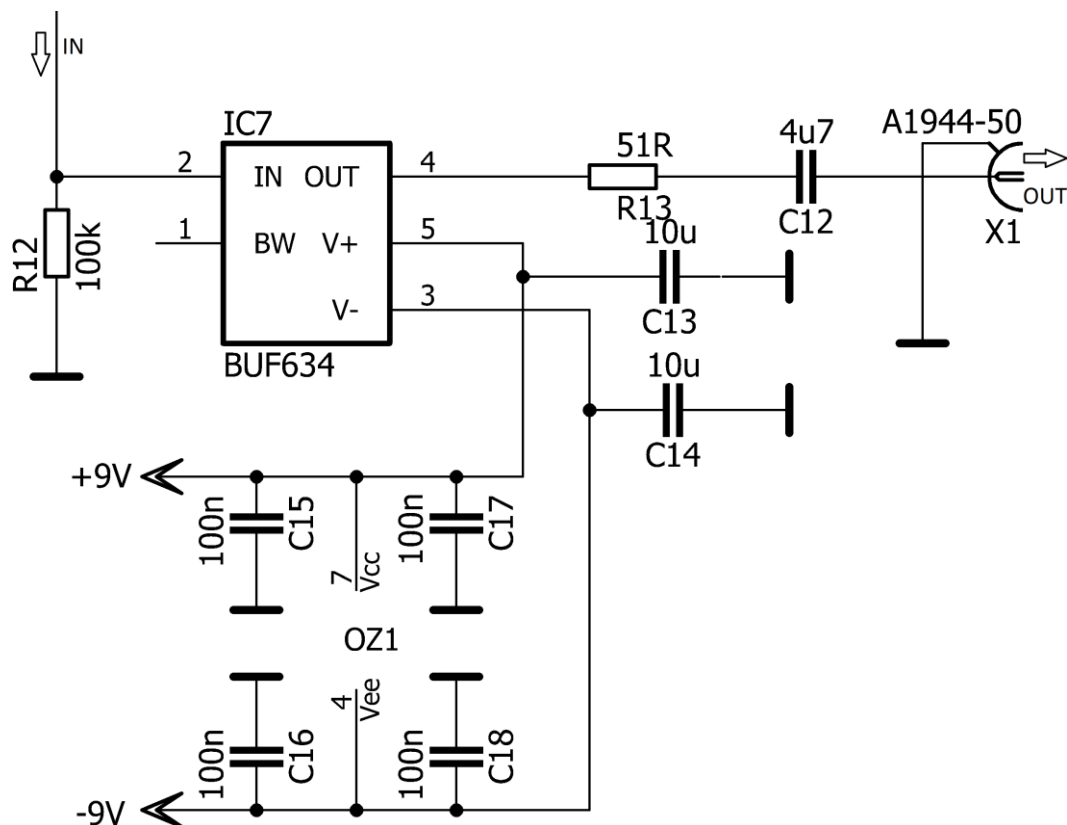 IN
IC7
A1944-50
51R
4u7
2
IN
OUT
4
R13
C12
OUT
X1
R12
100k
1
BW
V+
5
10u
C13
V-
3
BUF634
10u
C14
+9V
100n
C15
100n
C17
7
Vcc
OZ1
4
Vee
100n
C16
100n
C18
-9V